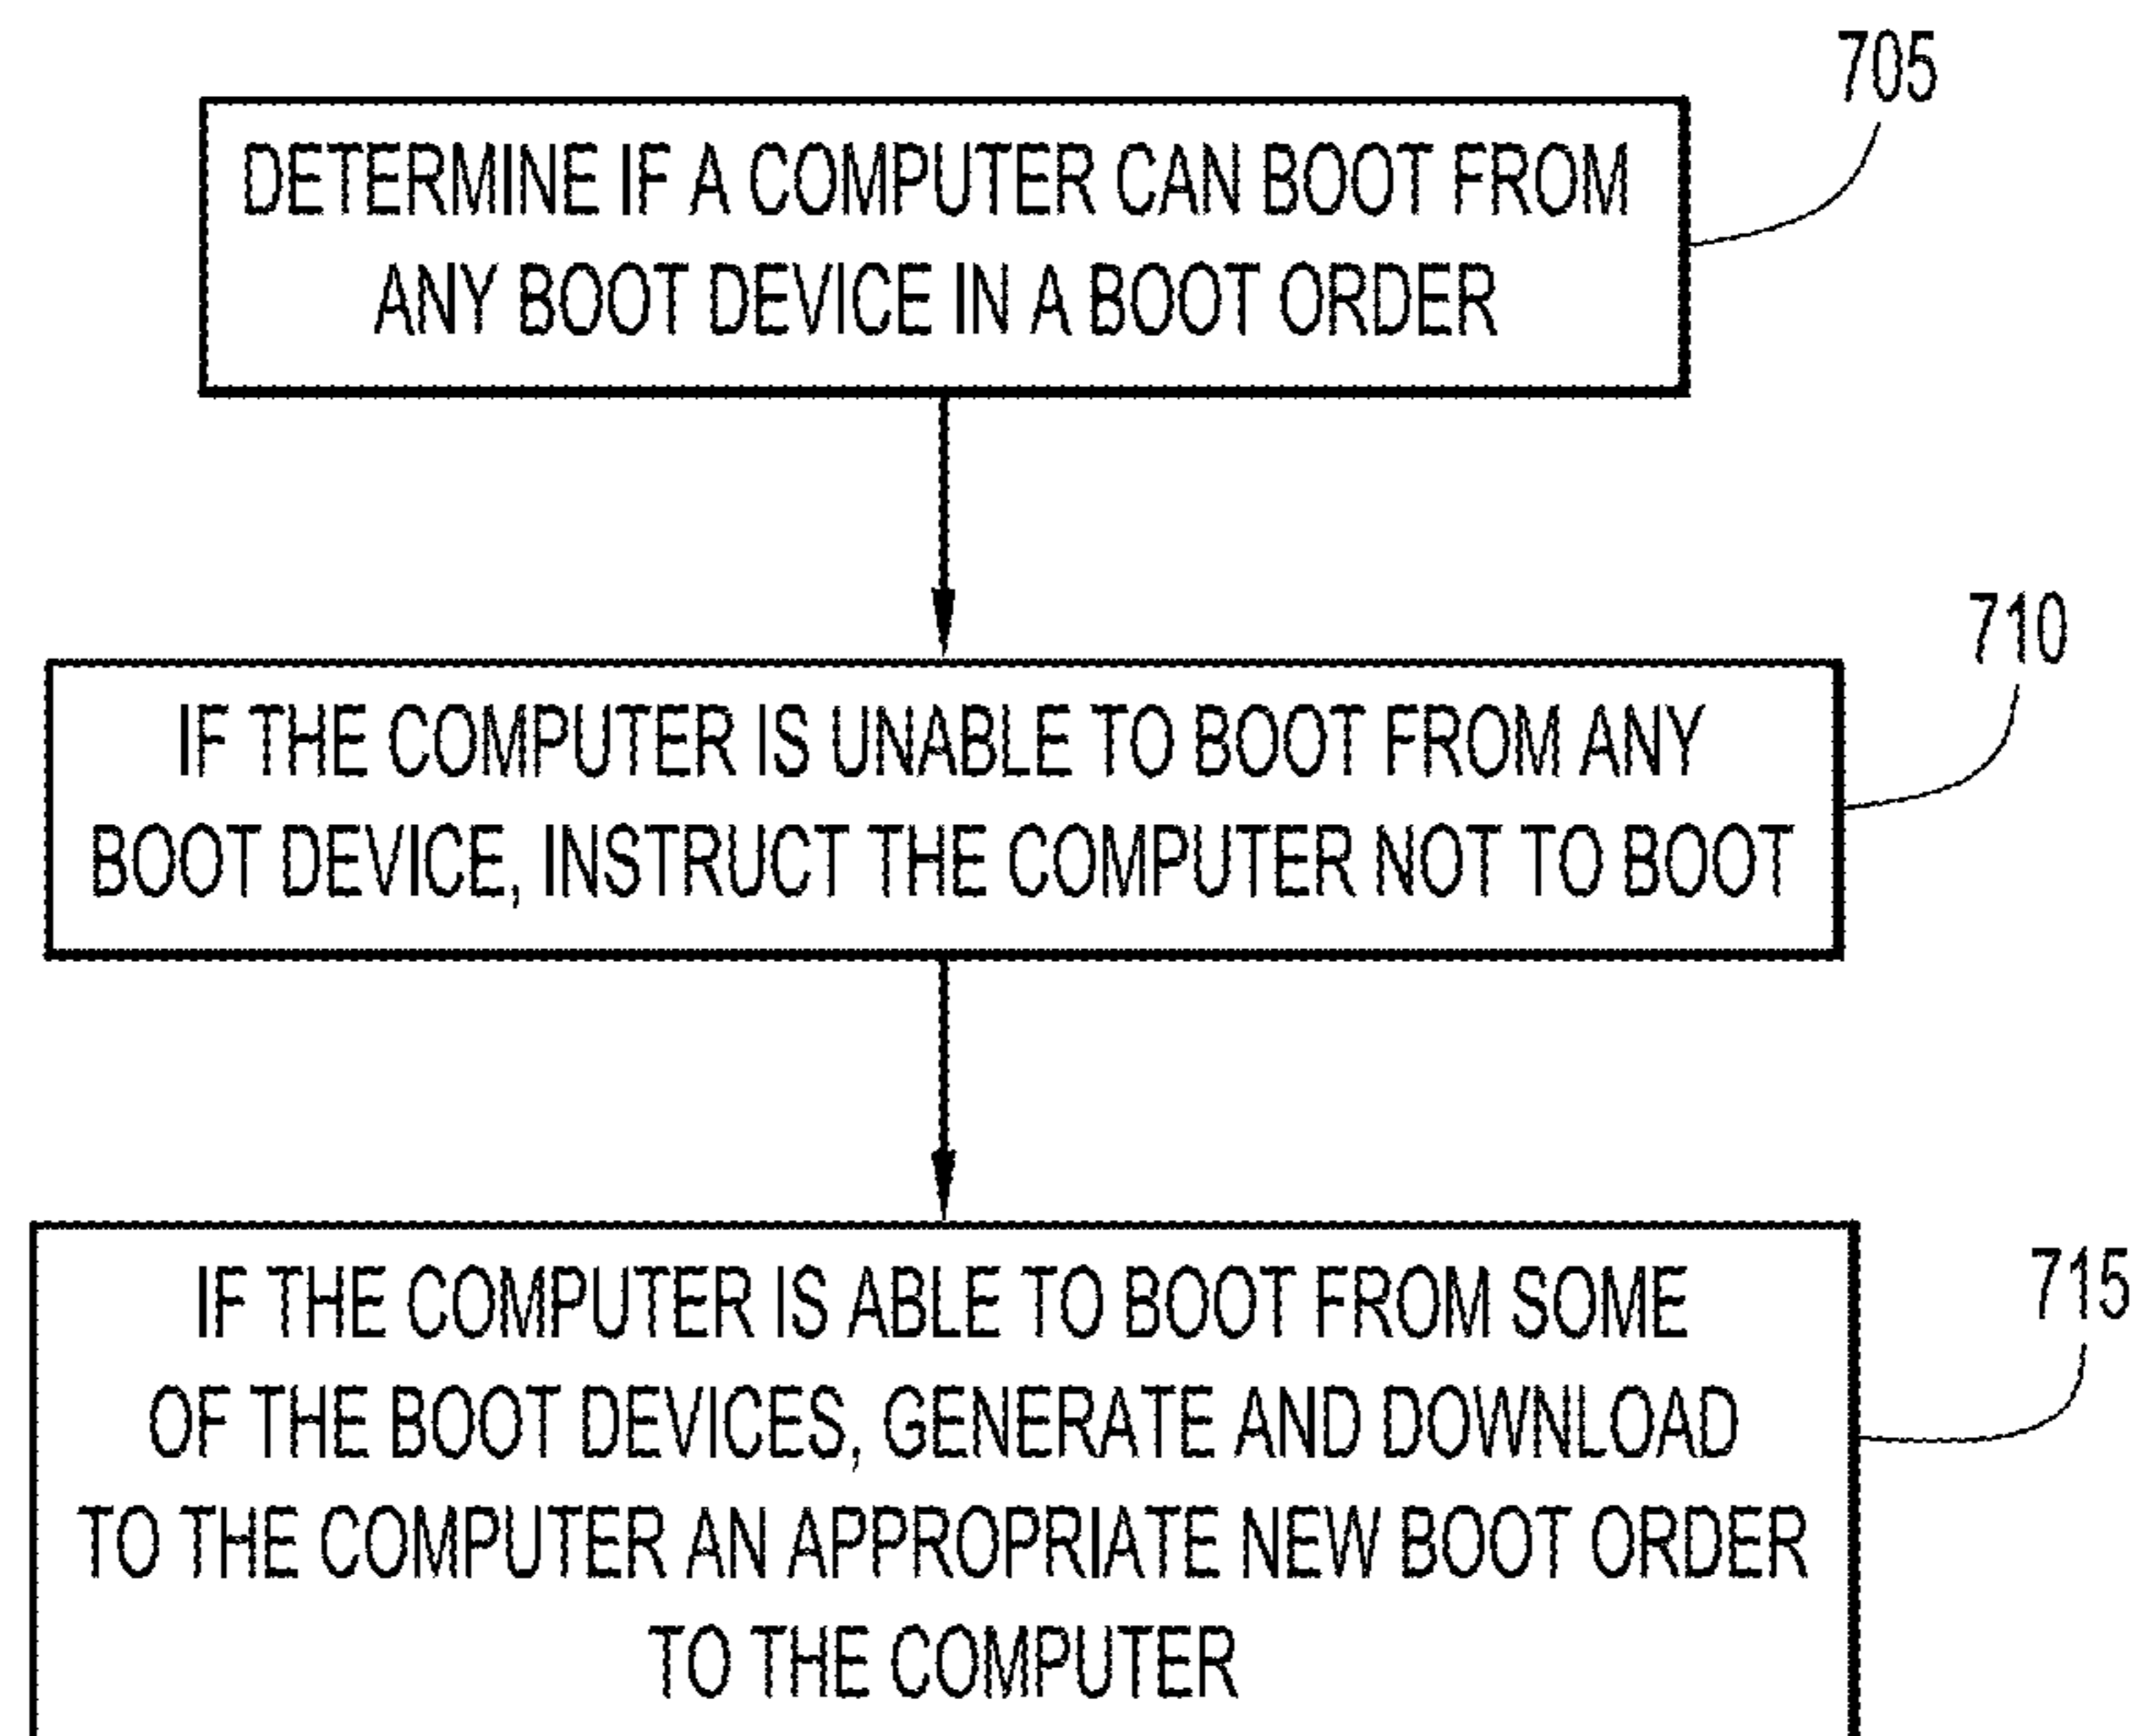 705
DETERMINE IF A COMPUTER CAN BOOT FROM
ANY BOOT DEVICE IN A BOOT ORDER
710
IF THE COMPUTER IS UNABLE TO BOOT FROM ANY
BOOT DEVICE, INSTRUCT THE COMPUTER NOT TO BOOT
715
IF THE COMPUTER IS ABLE TO BOOT FROM SOME
OF THE BOOT DEVICES, GENERATE AND DOWNLOAD
TO THE COMPUTER AN APPROPRIATE NEW BOOT ORDER
TO THE COMPUTER